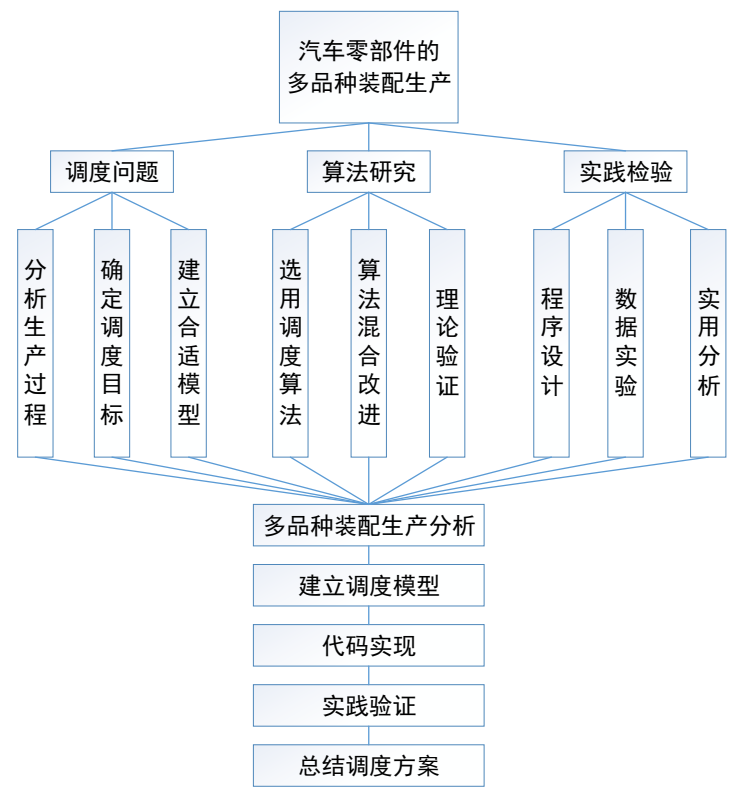 汽车零部件的
多品种装配生产
调度问题
算法研究
实践检验
分析生产过程
确定调度目标
建立合适模型
选用调度算法
算法混合改进
理论验证
程序设计
数据实验
实用分析
多品种装配生产分析
建立调度模型
代码实现
实践验证
总结调度方案